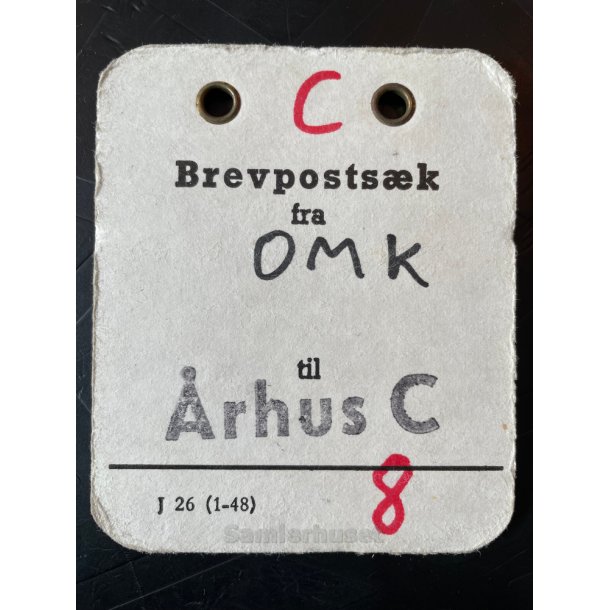 C
Brevpostsæk
fra
OMK
til
Århus C
8
J 26 (1-48)
Samlerhuset